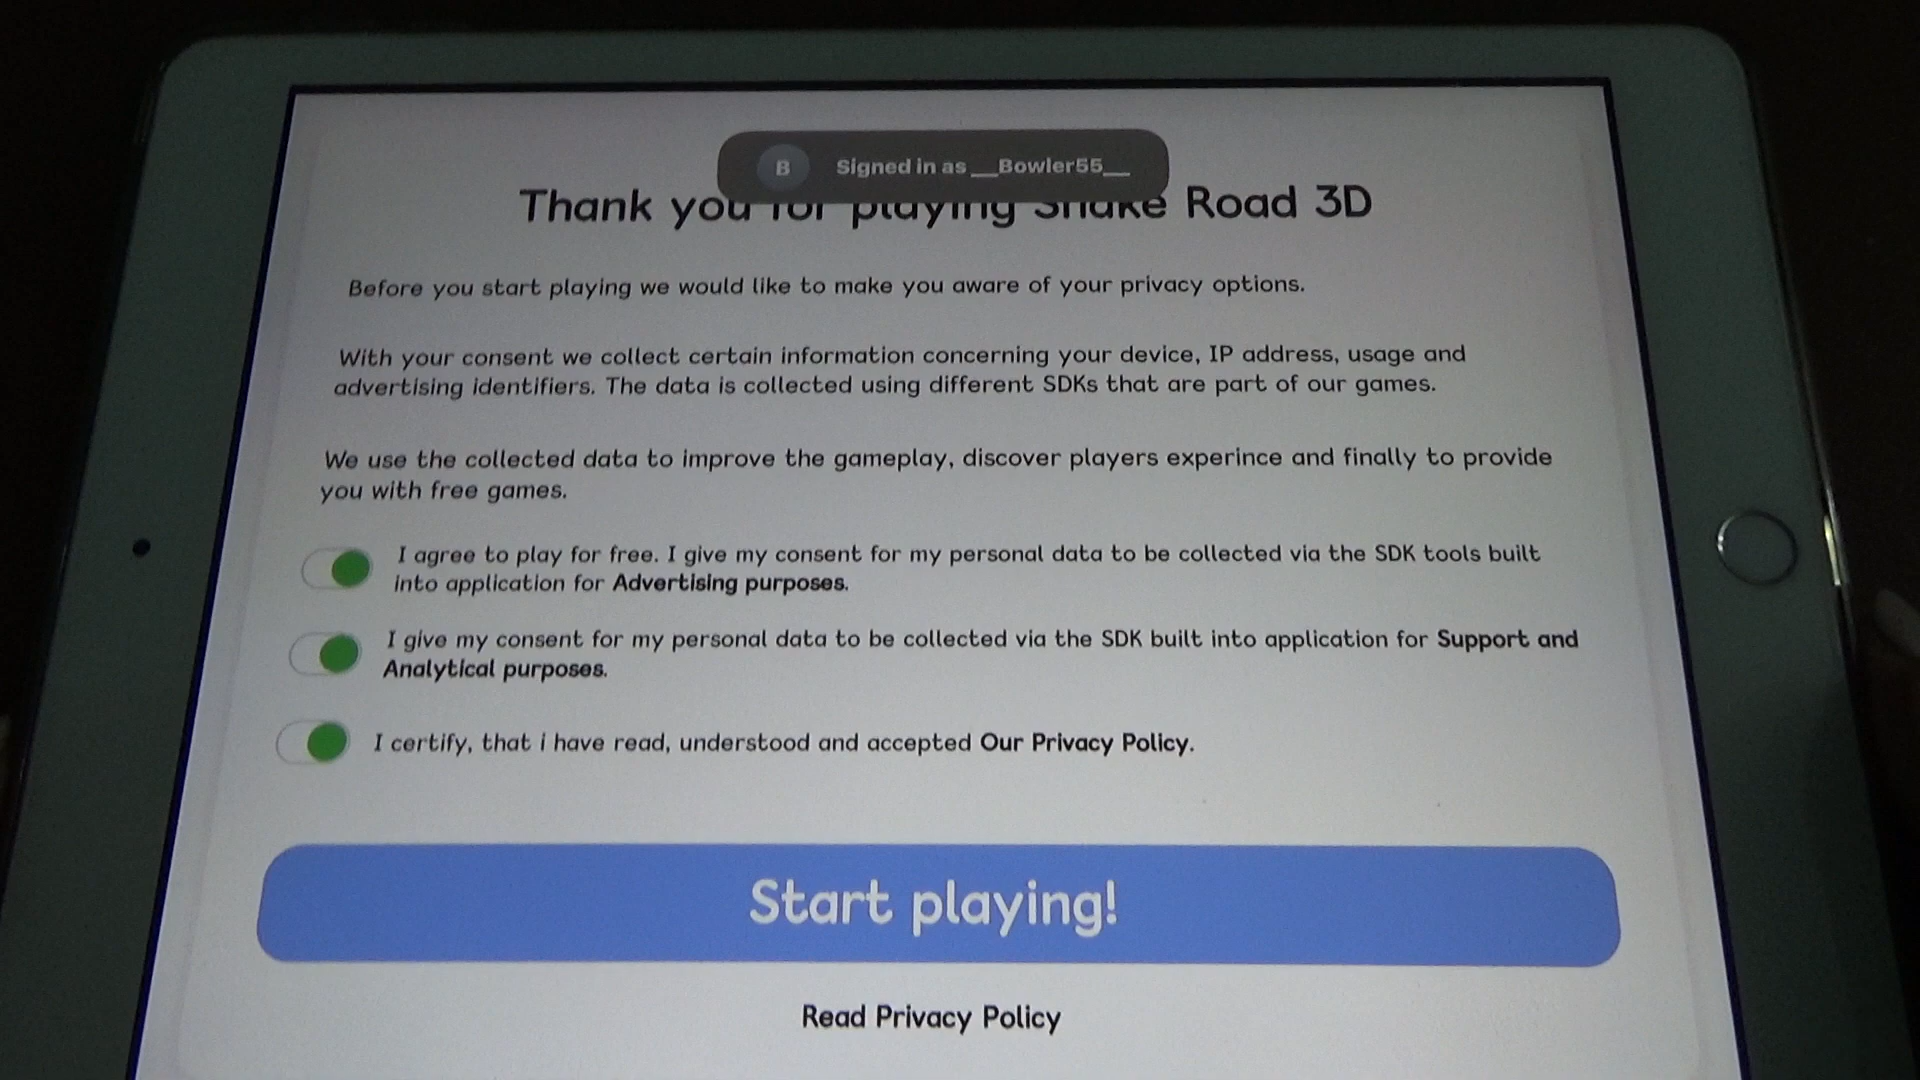 B Signed in as __Bowler55__
Thank you for playing Snake Road 3D
Before you start playing we would like to make you aware of your privacy options.
With your consent we collect certain information concerning your device, IP address, usage and
advertising identifiers. The data is collected using different SDKs that are part of our games.
We use the collected data to improve the gameplay, discover players experince and finally to provide
you with free games.
I agree to play for free. I give my consent for my personal data to be collected via the SDK tools built
into application for Advertising purposes.
I give my consent for my personal data to be collected via the SDK built into application for Support and
Analytical purposes.
I certify, that i have read, understood and accepted Our Privacy Policy.
Start playing!
Read Privacy Policy